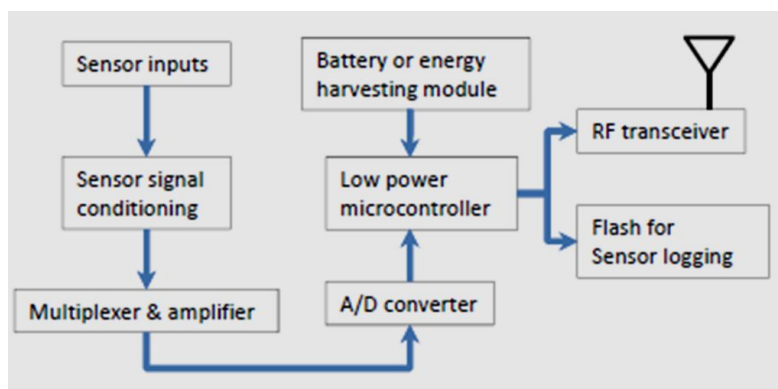 Sensor inputs
Sensor signal
conditioning
Multiplexer & amplifier
Battery or energy
harvesting module
Low power
microcontroller
A/D converter
RF transceiver
Flash for
Sensor logging